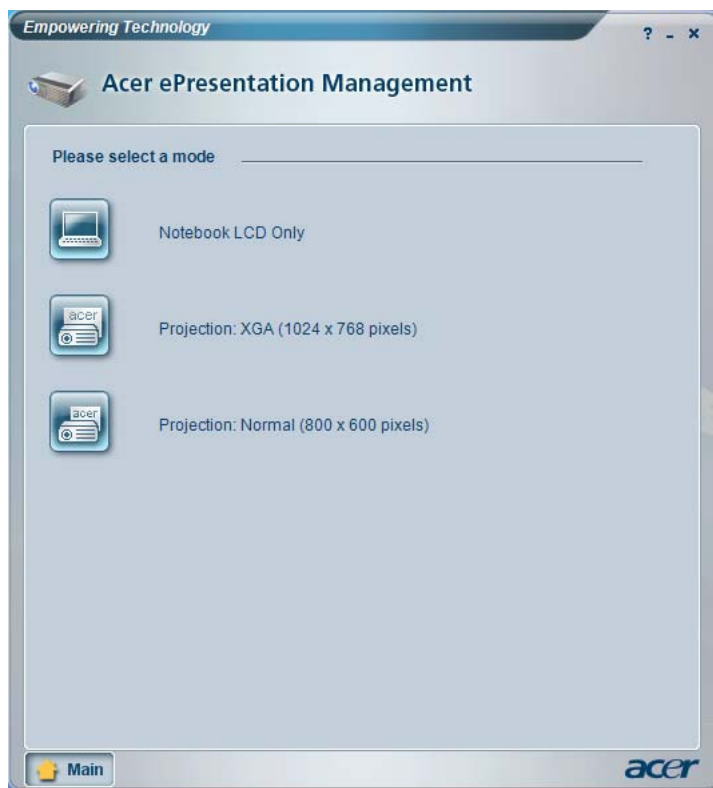 Empowering Technology
? - ×
Acer ePresentation Management
Please select a mode
Notebook LCD Only
acer
Projection: XGA (1024 x 768 pixels)
acer
Projection: Normal (800 x 600 pixels)
Main
acer